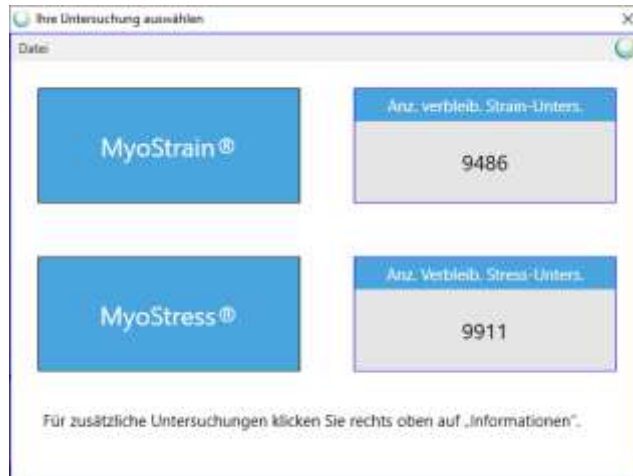 Ihre Untersuchung auswählen
Datei
MyoStrain®
Anz. verbleib. Strain-Unters.
9486
MyoStress®
Anz. Verbleib. Stress-Unters.
9911
Für zusätzliche Untersuchungen klicken Sie rechts oben auf „Informationen“.